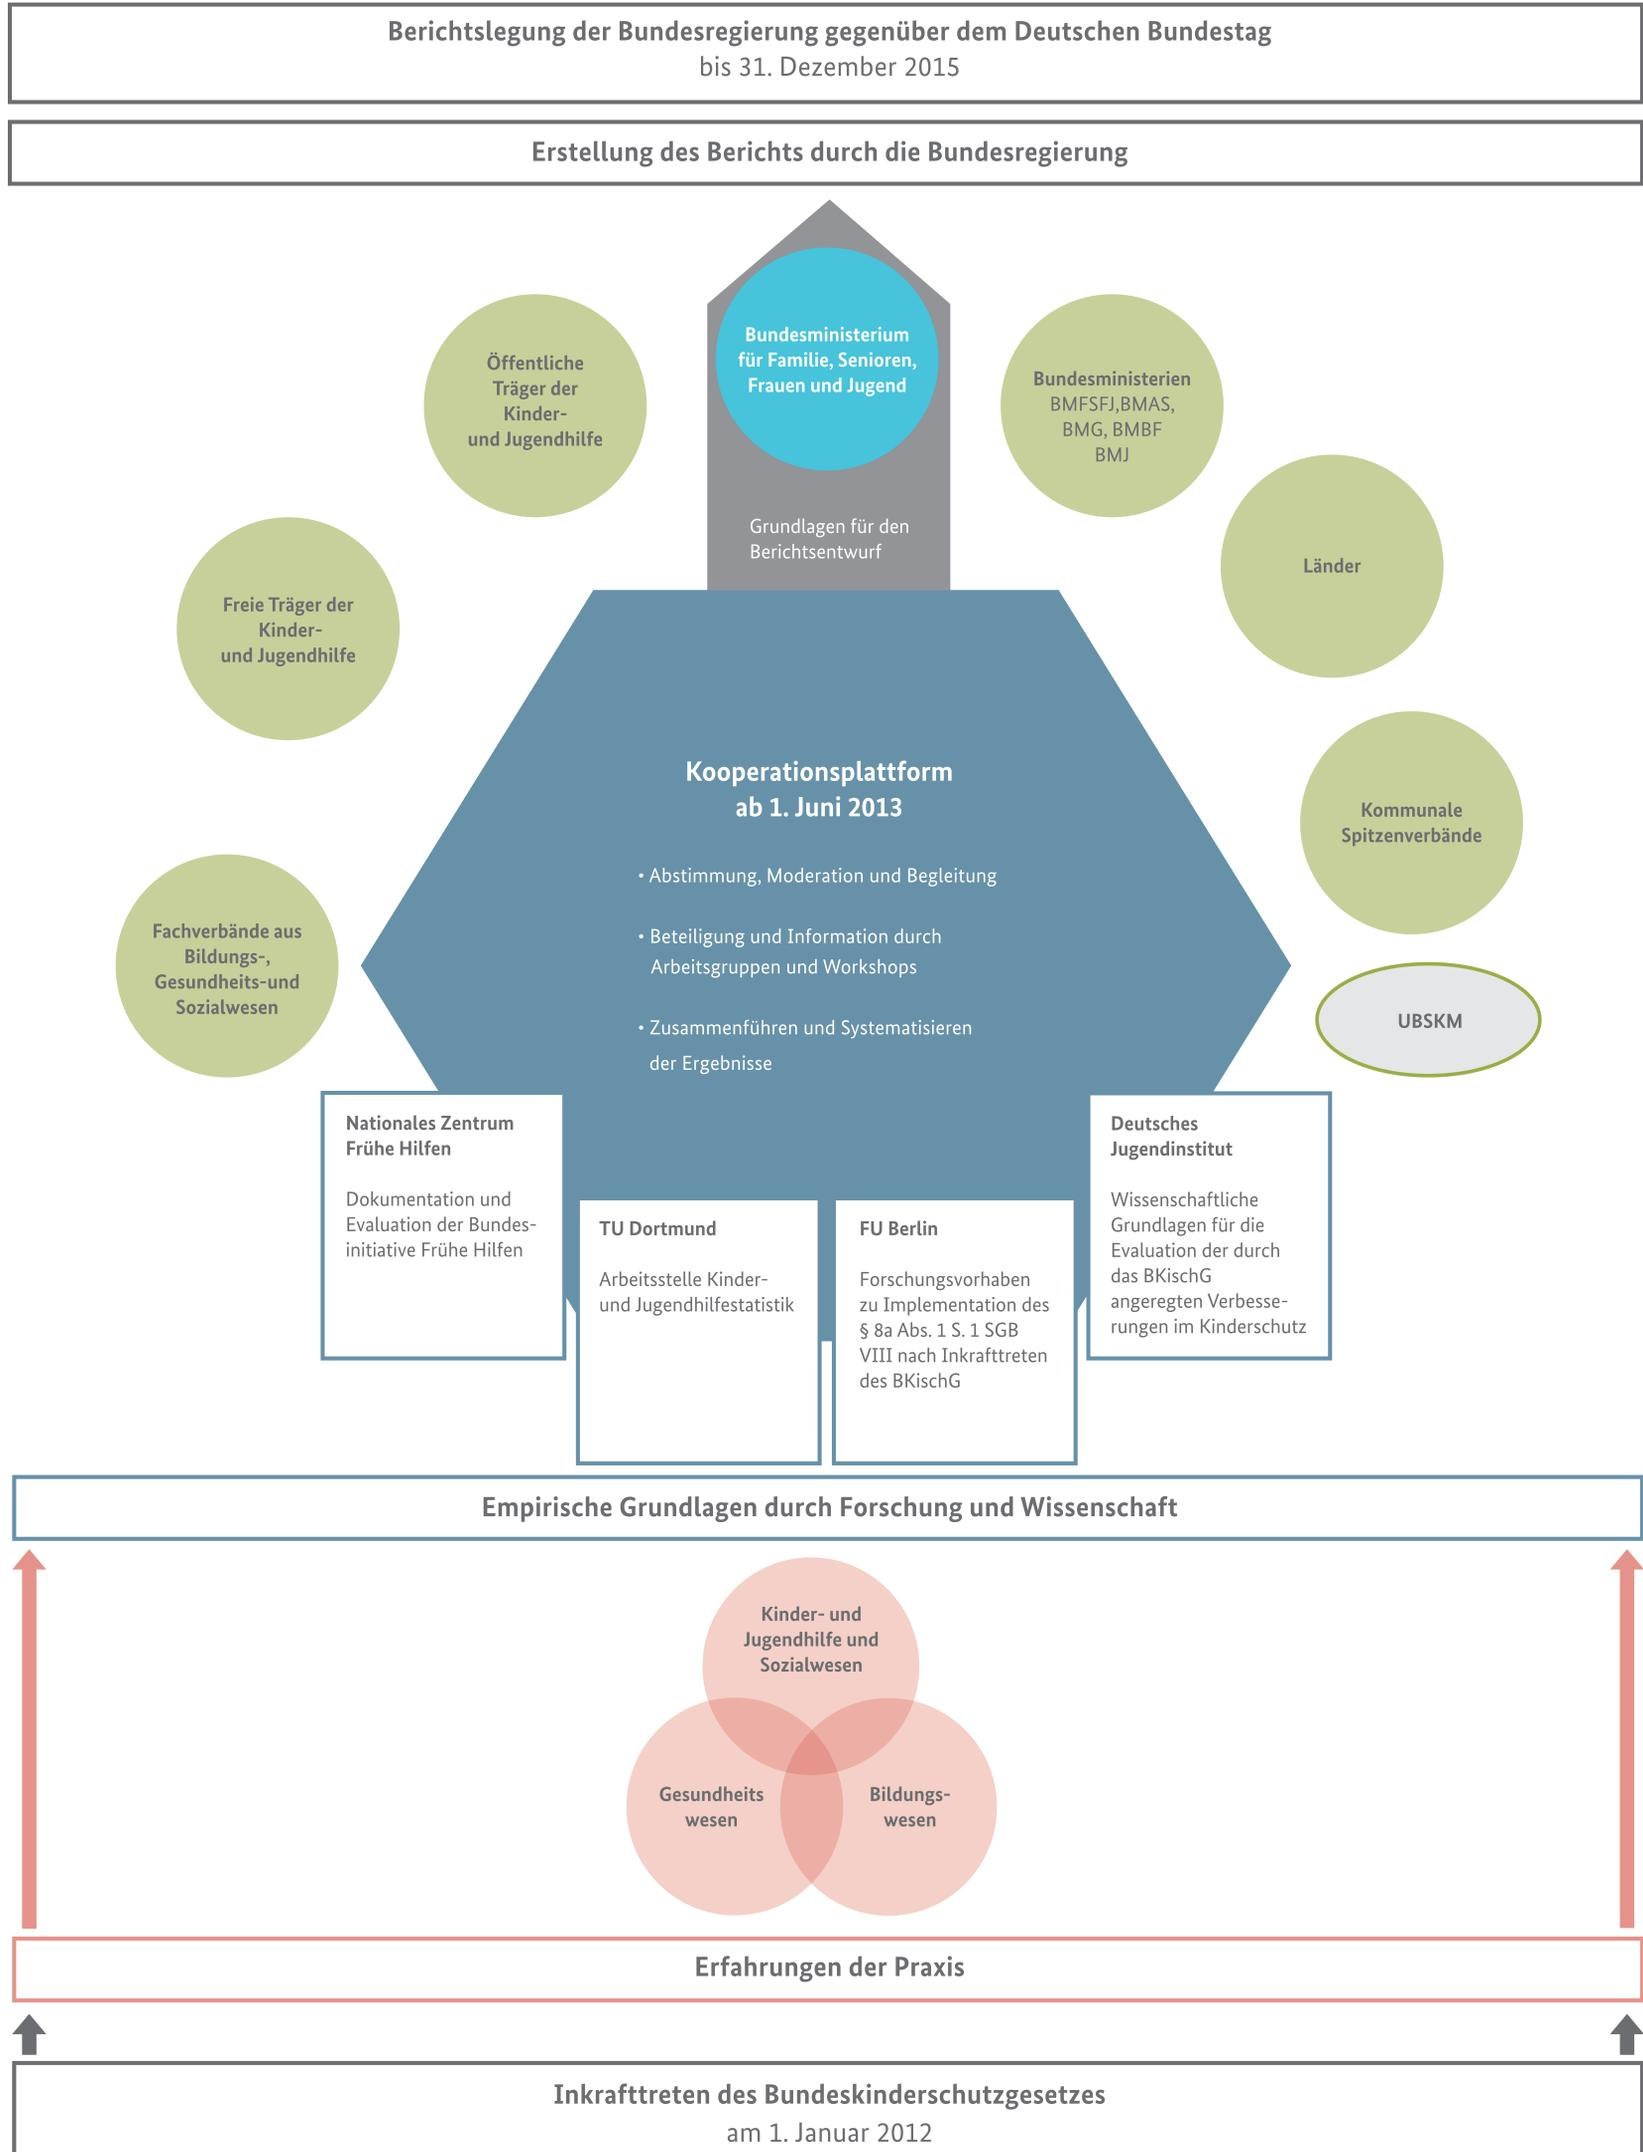 Berichtslegung der Bundesregierung gegenüber dem Deutschen Bundestag
bis 31. Dezember 2015
Erstellung des Berichts durch die Bundesregierung
Bundesministerium
für Familie, Senioren,
Frauen und Jugend
Grundlagen für den
Berichtsentwurf
Öffentliche
Träger der
Kinder-
und Jugendhilfe
Bundesministerien
BMFSFJ,BMAS,
BMG, BMBF
BMJ
Freie Träger der
Kinder-
und Jugendhilfe
Länder
Fachverbände aus
Bildungs-,
Gesundheits-und
Sozialwesen
Kommunale
Spitzenverbände
UBSKM
Kooperationsplattform
ab 1. Juni 2013
• Abstimmung, Moderation und Begleitung
• Beteiligung und Information durch
Arbeitsgruppen und Workshops
• Zusammenführen und Systematisieren
der Ergebnisse
Nationales Zentrum
Frühe Hilfen
Dokumentation und
Evaluation der Bundes-
initiative Frühe Hilfen
TU Dortmund
Arbeitsstelle Kinder-
und Jugendhilfestatistik
FU Berlin
Forschungsvorhaben
zu Implementation des
§ 8a Abs. 1 S. 1 SGB
VIII nach Inkrafttreten
des BKischG
Deutsches
Jugendinstitut
Wissenschaftliche
Grundlagen für die
Evaluation der durch
das BKischG
angeregten Verbesse-
rungen im Kinderschutz
Empirische Grundlagen durch Forschung und Wissenschaft
Kinder- und
Jugendhilfe und
Sozialwesen
Gesundheits
wesen
Bildungs-
wesen
Erfahrungen der Praxis
Inkrafttreten des Bundeskinderschutzgesetzes
am 1. Januar 2012